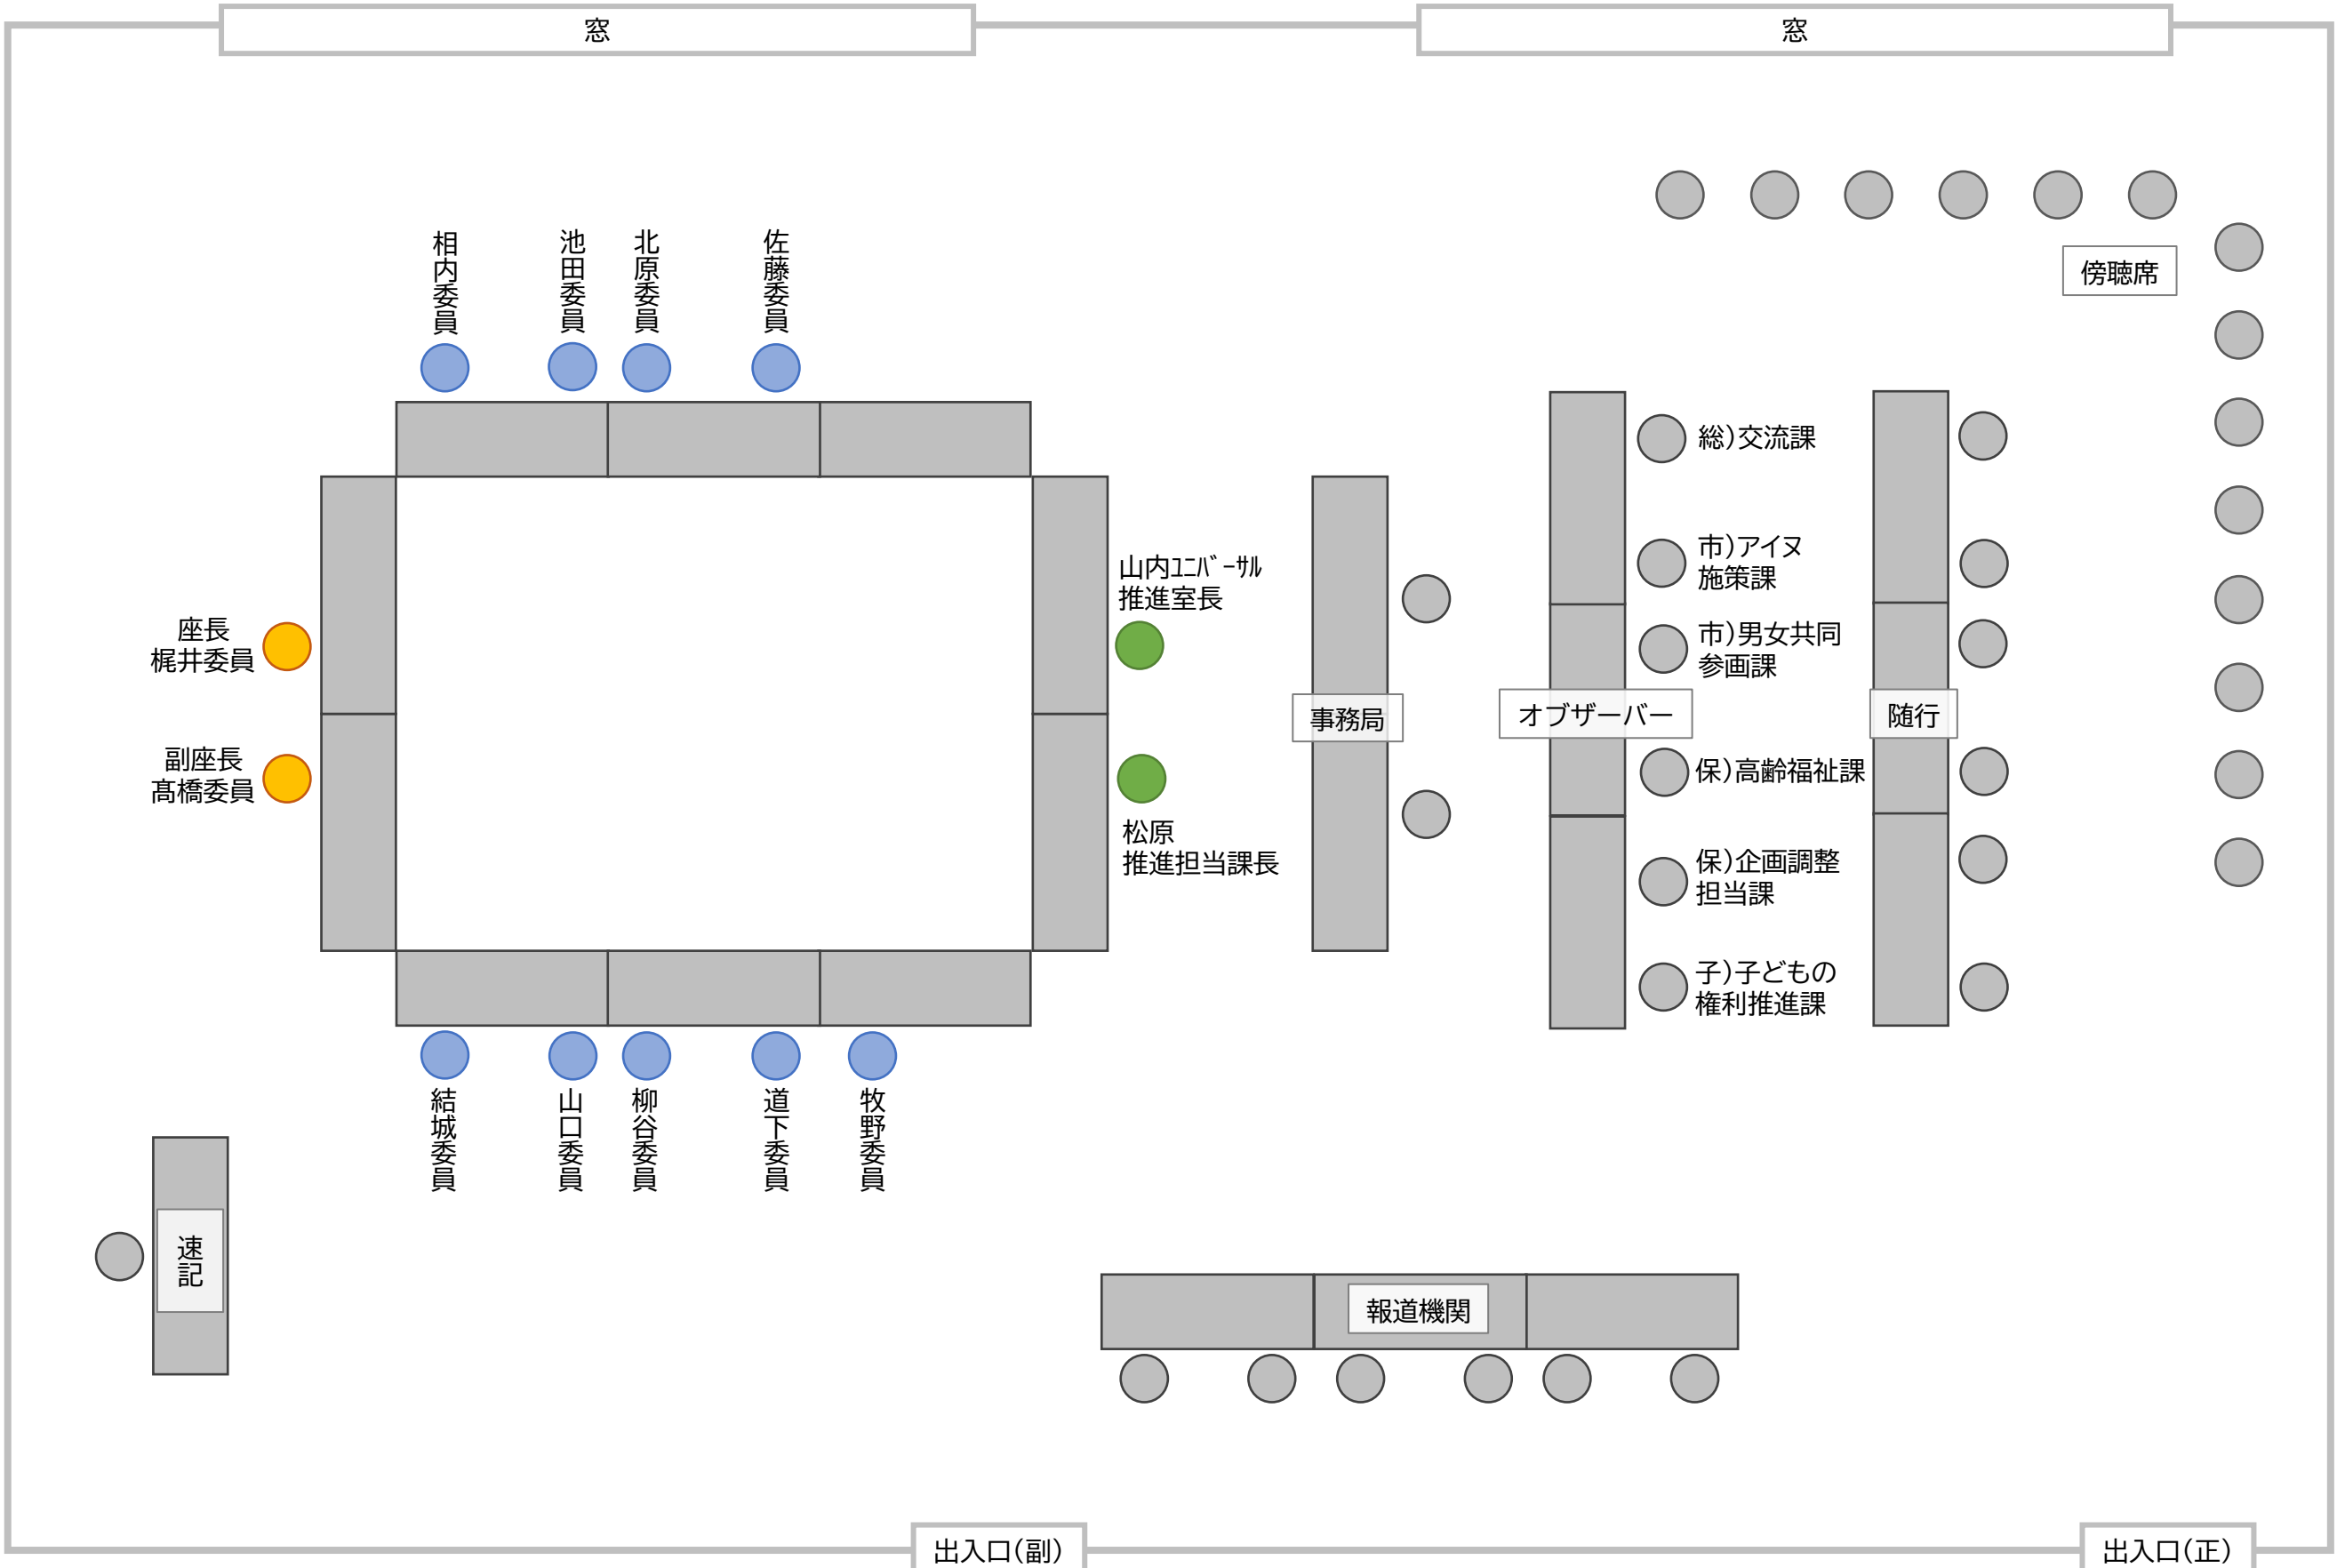 窓
窓
相内委員
池田委員
北原委員
佐藤委員
傍聴席
総)交流課
市)アイヌ
施策課
市)男女共同
参画課
山内ﾕﾆﾊﾞｰｻﾙ
推進室長
座長
梶井委員
副座長
髙橋委員
事務局
オブザーバー
随行
保)高齢福祉課
松原
推進担当課長
保)企画調整
担当課
子)子どもの
権利推進課
結城委員
山口委員
柳谷委員
道下委員
牧野委員
速記
報道機関
出入口(副)
出入口(正)